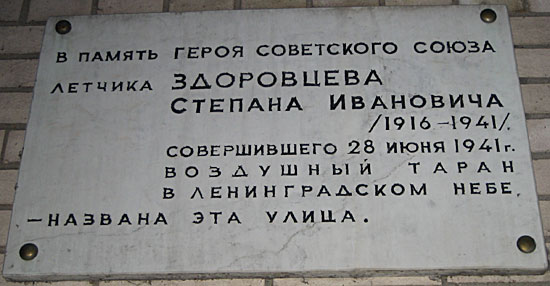 В ПАМЯТЬ ГЕРОЯ СОВЕТСКОГО СОЮЗА
ЛЕТЧИКА ЗДОРОВЦЕВА
СТЕПАНА ИВАНОВИЧА
/1916-1941/.
СОВЕРШИВШЕГО 28 ИЮНЯ 1941г.
ВОЗДУШНЫЙ ТАРАН
В ЛЕНИНГРАДСКОМ НЕБЕ,
—НАЗВАНА ЭТА УЛИЦА.